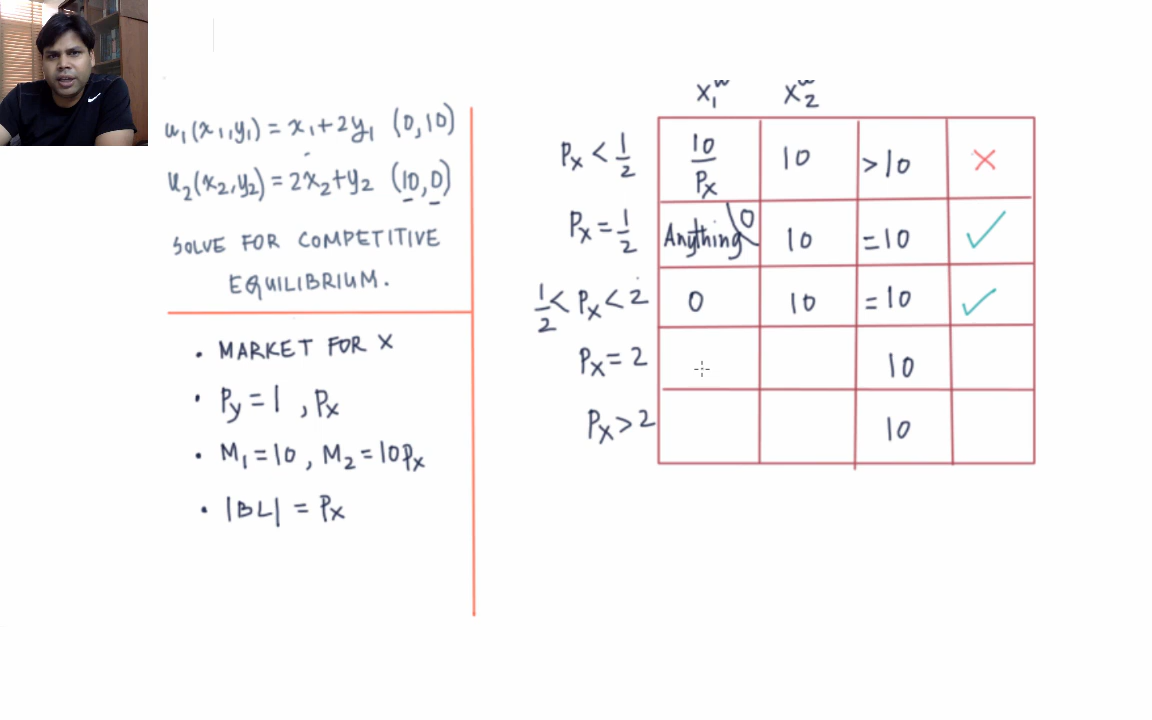 u₁(x₁,y₁) = x₁+2y₁ (0,10)
u₂(x₂,y₂) = 2x₂+y₂ (10,0)
SOLVE FOR COMPETITIVE
EQUILIBRIUM.
• MARKET FOR X
• Py = 1 , Px
• M₁ = 10 , M₂ = 10Px
• |BL| = Px
X₁ᵂ X₂ᵂ
Px < 1/2 10/Px 10 >10 ✗
Px = 1/2 Anything 0 10 =10 ✓
1/2 < Px < 2 0 10 =10 ✓
Px = 2 10
Px > 2 10